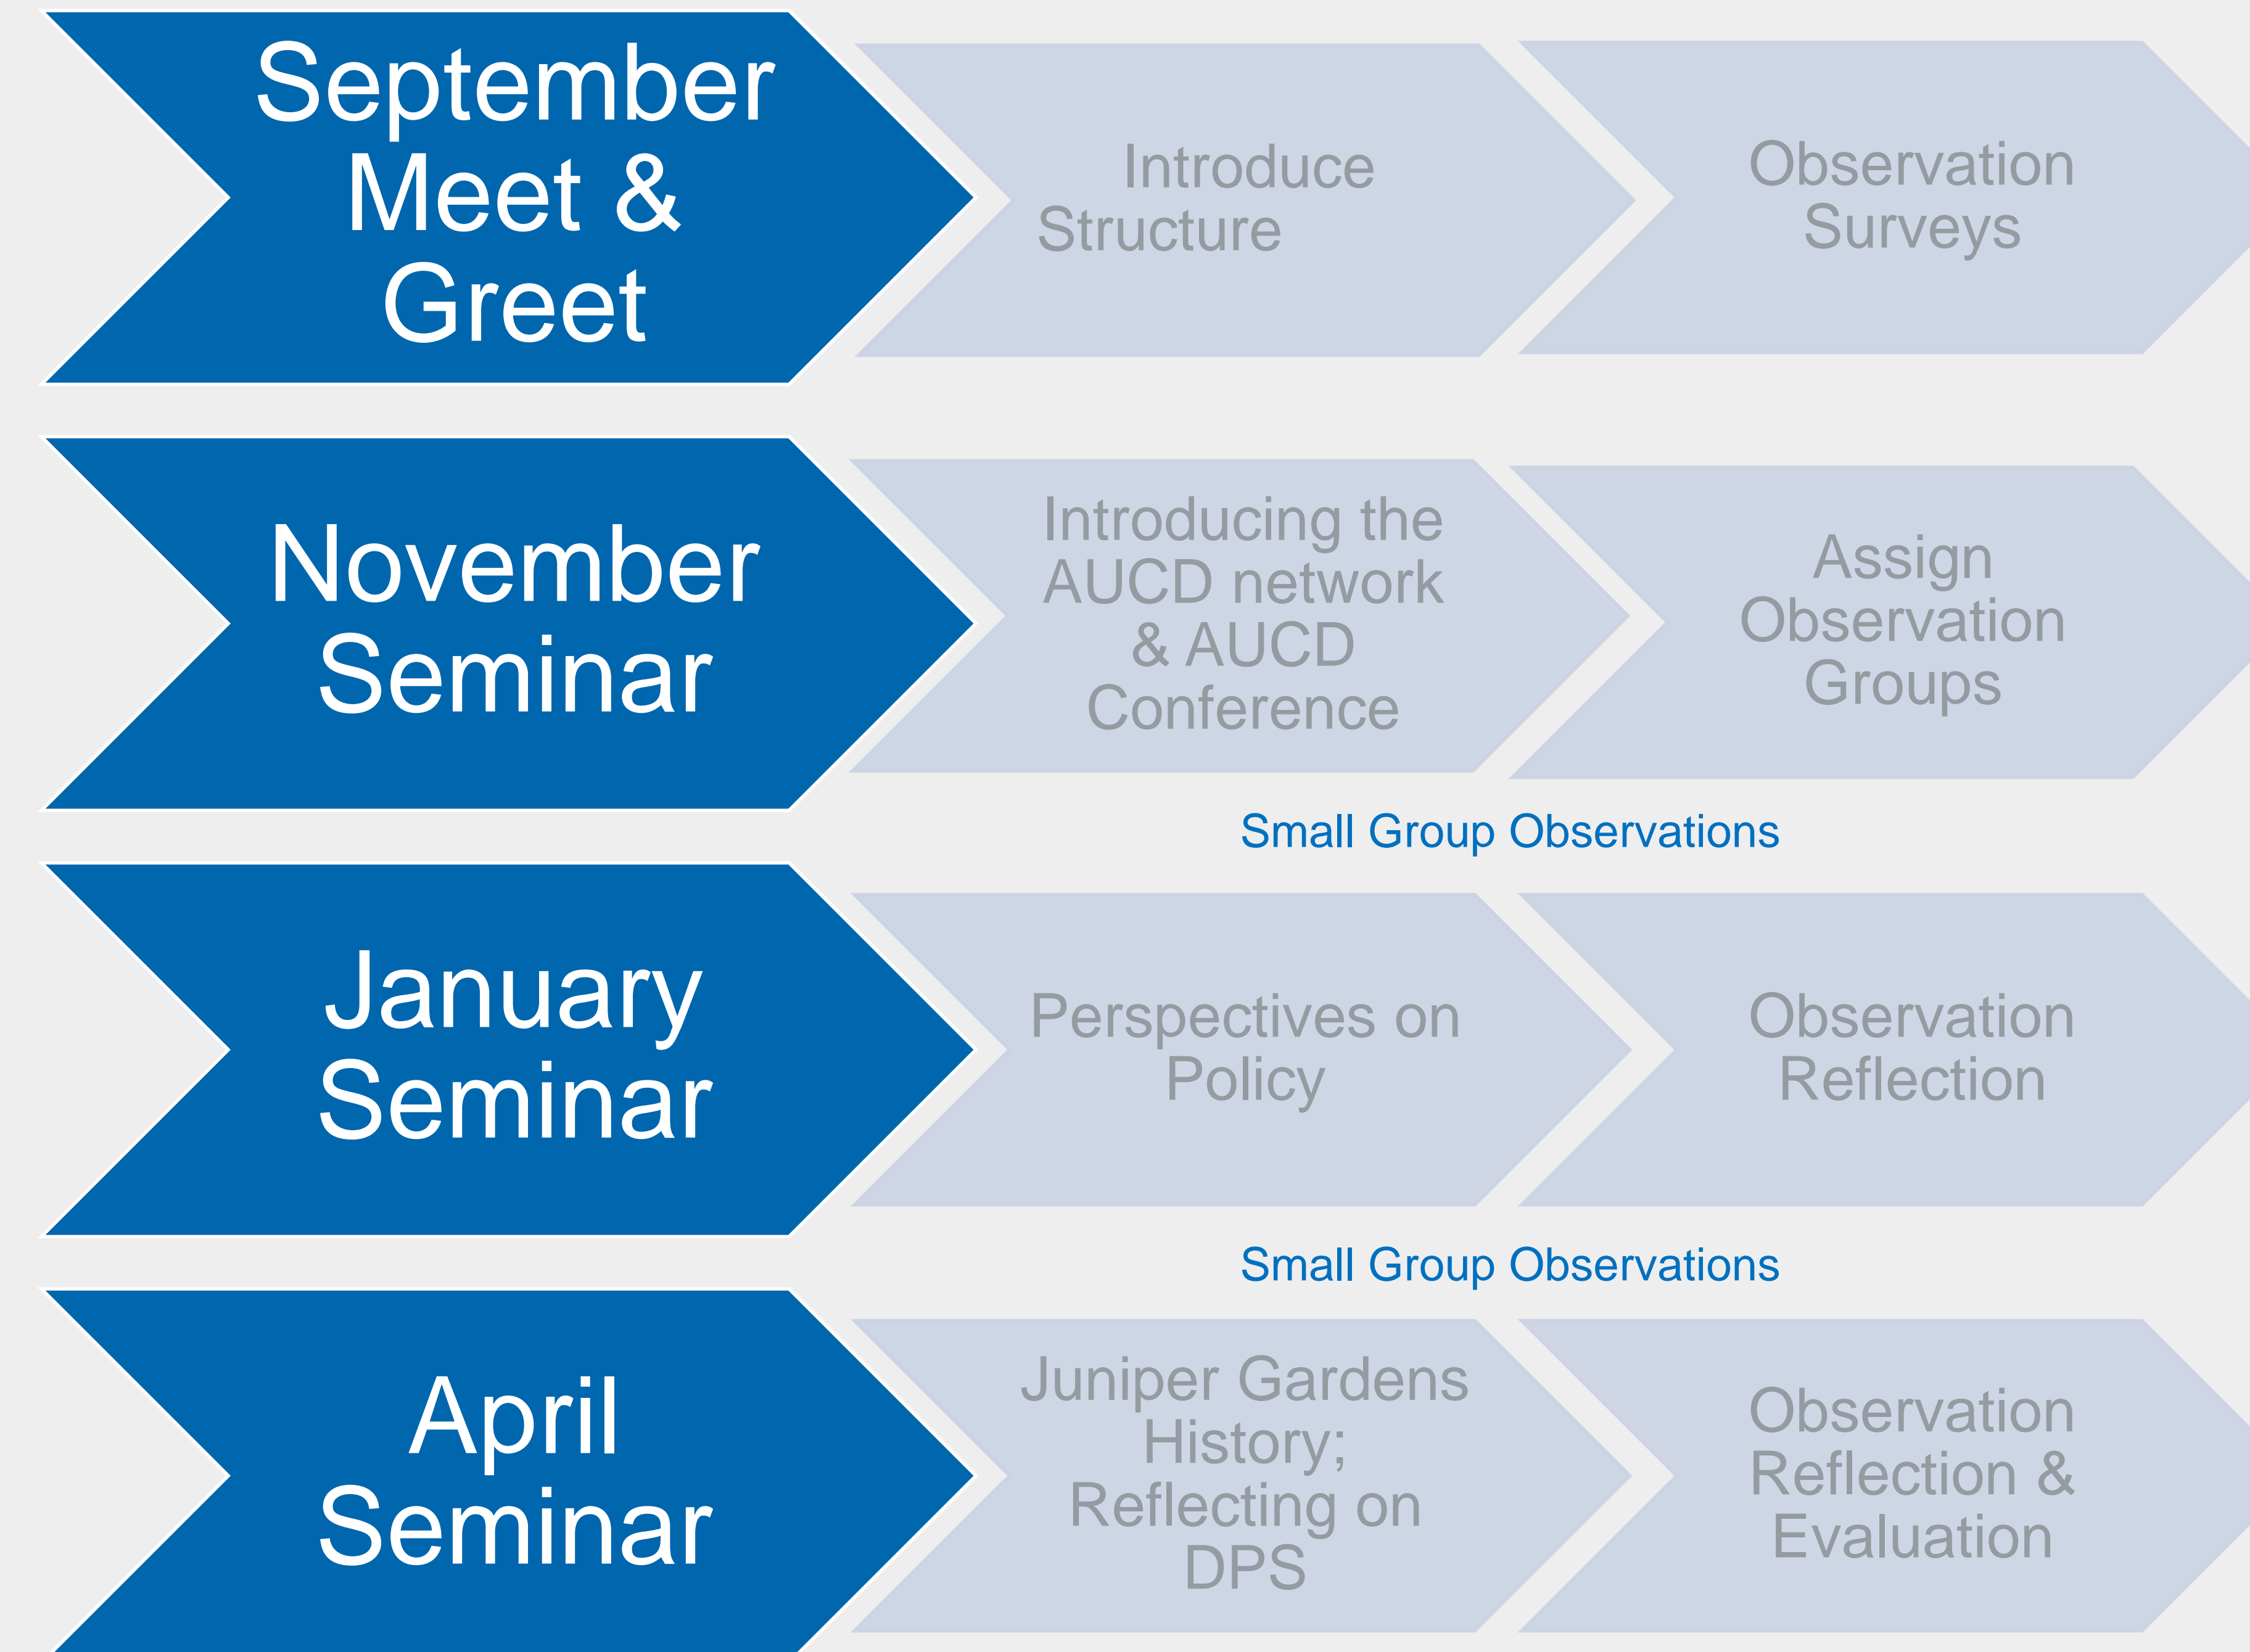 September
Meet &
Greet
Introduce
Structure
Observation
Surveys
November
Seminar
Introducing the
AUCD network
& AUCD
Conference
Assign
Observation
Groups
Small Group Observations
January
Seminar
Perspectives on
Policy
Observation
Reflection
Small Group Observations
April
Seminar
Juniper Gardens
History;
Reflecting on
DPS
Observation
Reflection &
Evaluation